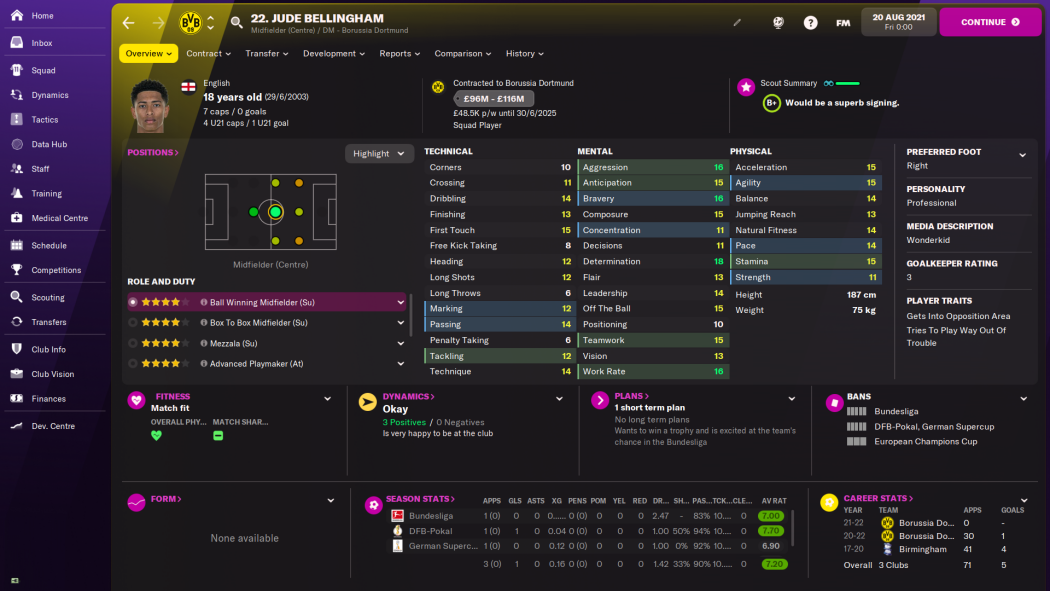 Home
Inbox
Squad
Dynamics
Tactics
Data Hub
Staff
Training
Medical Centre
Schedule
Competitions
Scouting
Transfers
Club Info
Club Vision
Finances
Dev. Centre
BVB 09
22. JUDE BELLINGHAM
Midfielder (Centre) / DM - Borussia Dortmund
?
FM
20 AUG 2021
Fri 0:00
CONTINUE
Overview
Contract
Transfer
Development
Reports
Comparison
History
English
18 years old (29/6/2003)
7 caps / 0 goals
4 U21 caps / 1 U21 goal
Contracted to Borussia Dortmund
£96M - £116M
£48.5K p/w until 30/6/2025
Squad Player
Scout Summary
B+ Would be a superb signing.
POSITIONS
Highlight
Midfielder (Centre)
ROLE AND DUTY
Ball Winning Midfielder (Su)
Box To Box Midfielder (Su)
Mezzala (Su)
Advanced Playmaker (At)
TECHNICAL
Corners 10
Crossing 11
Dribbling 14
Finishing 13
First Touch 15
Free Kick Taking 8
Heading 12
Long Shots 12
Long Throws 6
Marking 12
Passing 14
Penalty Taking 6
Tackling 12
Technique 14
MENTAL
Aggression 16
Anticipation 15
Bravery 16
Composure 15
Concentration 11
Decisions 11
Determination 18
Flair 13
Leadership 14
Off The Ball 15
Positioning 10
Teamwork 15
Vision 13
Work Rate 16
PHYSICAL
Acceleration 15
Agility 15
Balance 14
Jumping Reach 13
Natural Fitness 14
Pace 14
Stamina 15
Strength 11
Height 187 cm
Weight 75 kg
PREFERRED FOOT
Right
PERSONALITY
Professional
MEDIA DESCRIPTION
Wonderkid
GOALKEEPER RATING
3
PLAYER TRAITS
Gets Into Opposition Area
Tries To Play Way Out Of
Trouble
FITNESS
Match fit
OVERALL PHY... MATCH SHAR...
DYNAMICS
Okay
3 Positives / 0 Negatives
Is very happy to be at the club
PLANS
1 short term plan
No long term plans
Wants to win a trophy and is excited at the team's
chance in the Bundesliga
BANS
Bundesliga
DFB-Pokal, German Supercup
European Champions Cup
FORM
None available
SEASON STATS APPS GLS ASTS XG PENS POM YEL RED DR... SH... PAS...TCK...CLE... AV RAT
Bundesliga 1 (0) 0 0 0...... 0 (0) 0 0 0 2.47 - 83% 10.... 0 7.00
DFB-Pokal 1 (0) 1 0 0.04 0 (0) 0 0 0 1.00 50% 94% 10.... 0 7.70
German Superc... 1 (0) 0 0 0.12 0 (0) 0 0 0 1.00 0% 92% 10.... 0 6.90
3 (0) 1 0 0.16 0 (0) 0 0 0 1.42 33% 90% 10.... 0 7.20
CAREER STATS
YEAR TEAM APPS GOALS
21-22 Borussia Do... 0 -
20-22 Borussia Do... 30 1
17-20 Birmingham 41 4
Overall 3 Clubs 71 5